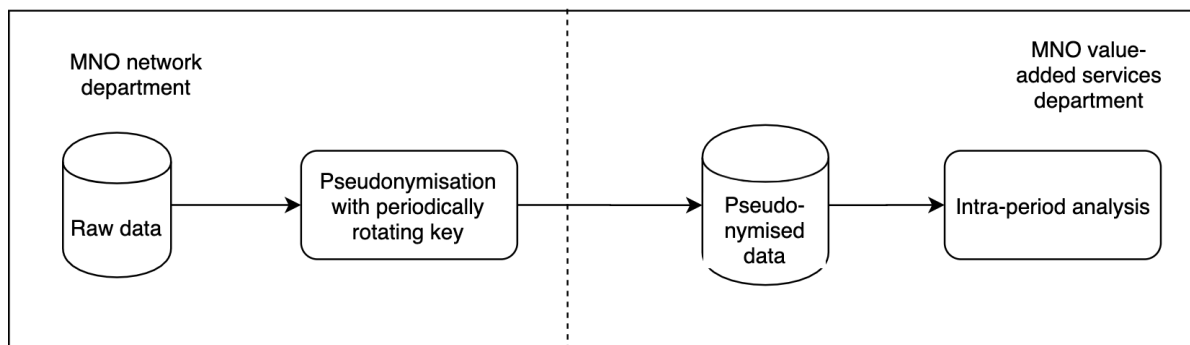 MNO network
department
MNO value-
added services
department
Raw data
Pseudonymisation
with periodically
rotating key
Pseudo-
nymised
data
Intra-period analysis